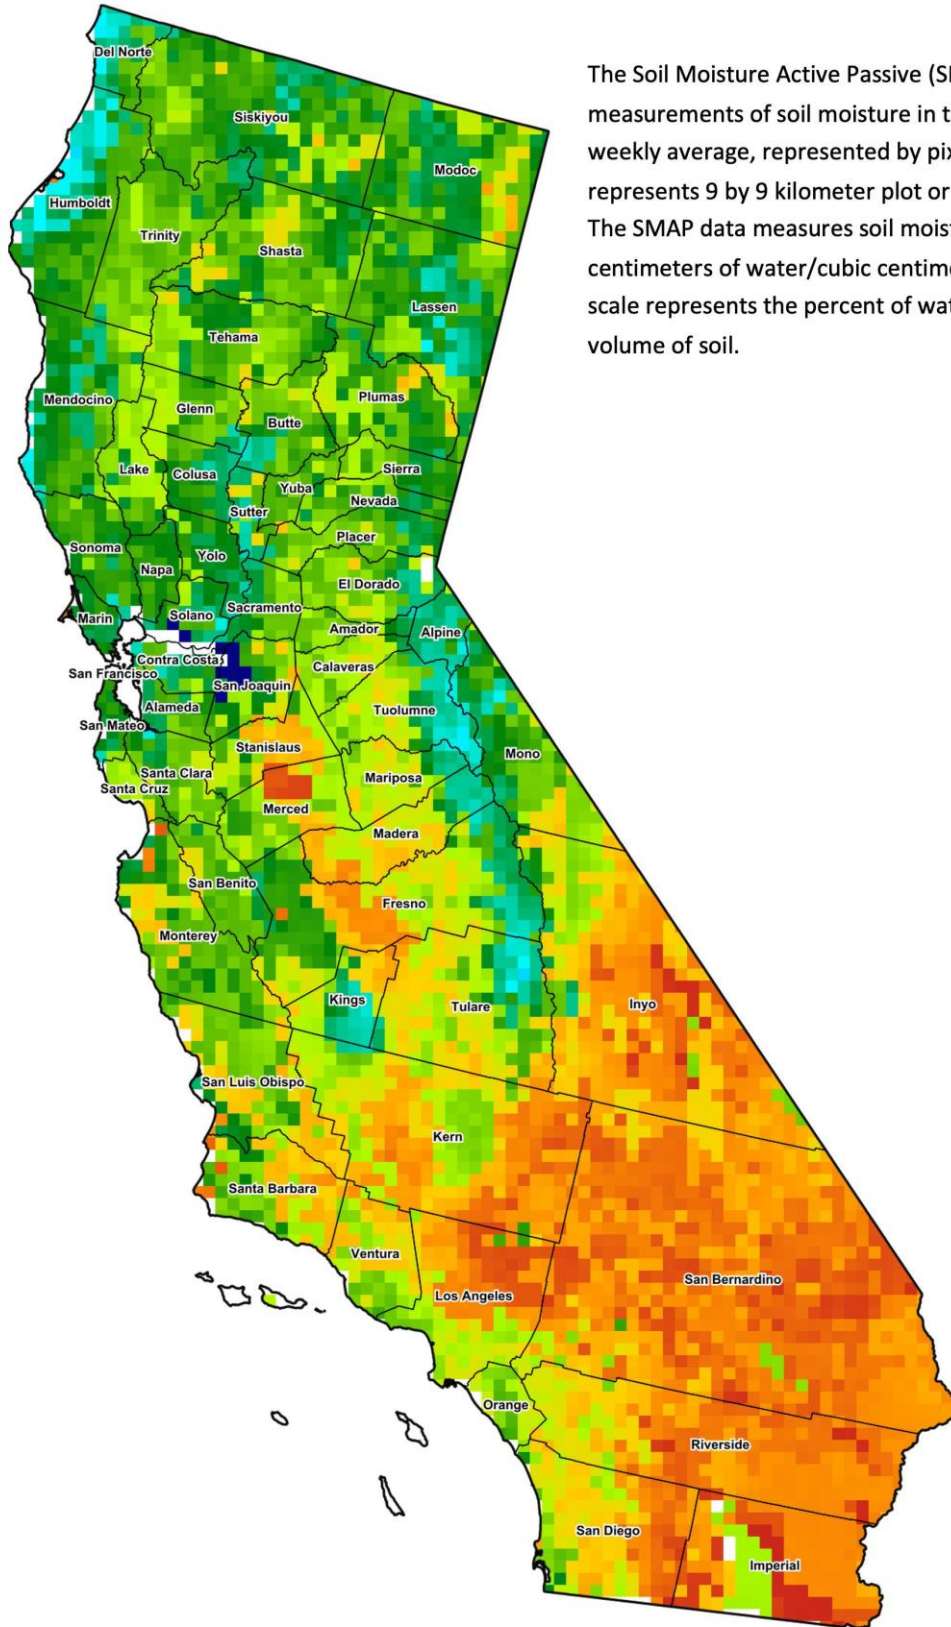 Del Norte
The Soil Moisture Active Passive (S
measurements of soil moisture in t
weekly average, represented by pix
represents 9 by 9 kilometer plot or
The SMAP data measures soil moist
centimeters of water/cubic centime
scale represents the percent of wat
volume of soil.
Siskiyou
Modoc
Humboldt
Trinity
Shasta
Lassen
Tehama
Mendocino
Glenn
Plumas
Butte
Lake
Colusa
Sierra
Yuba
Nevada
Sutter
Placer
Sonoma
Yolo
Napa
El Dorado
Marin
Solano
Sacramento
Amador
Alpine
Contra Costa
San Francisco
Calaveras
San Joaquin
Alameda
Tuolumne
San Mateo
Stanislaus
Mono
Santa Clara
Santa Cruz
Mariposa
Merced
Madera
San Benito
Fresno
Monterey
Kings
Tulare
Inyo
San Luis Obispo
Kern
Santa Barbara
Ventura
San Bernardino
Los Angeles
Orange
Riverside
San Diego
Imperial